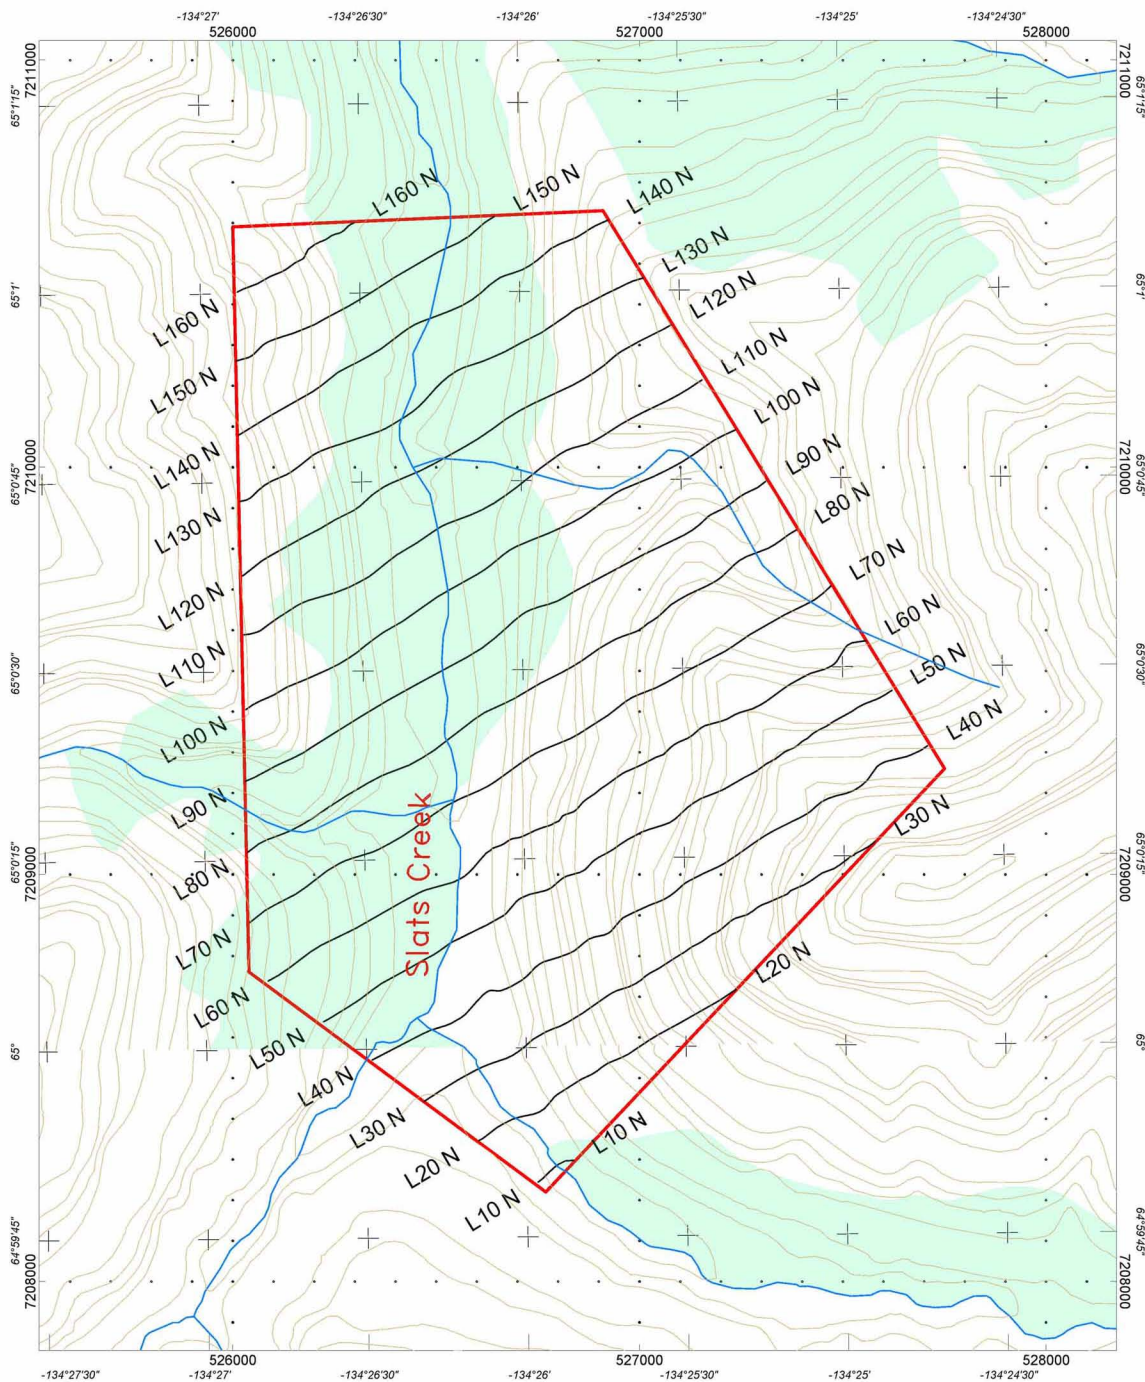 -134°27' -134°26'30" -134°26' -134°25'30" -134°25' -134°24'30"
526000 527000 528000
7211000
65°1'15"
65°1'
7210000
65°0'45"
65°0'30"
7209000
65°0'15"
65°
64°59'45"
7208000
L160 N
L150 N
L140 N
L130 N
L120 N
L110 N
L100 N
L90 N
L80 N
L70 N
L60 N
L50 N
L40 N
L30 N
L20 N
L10 N
L160 N
L150 N
L140 N
L130 N
L120 N
L110 N
L100 N
L90 N
L80 N
L70 N
L60 N
L50 N
L40 N
L30 N
L20 N
L10 N
Slats Creek
7211000
65°1'15"
65°1'
7210000
65°0'45"
65°0'30"
7209000
65°0'15"
65°
64°59'45"
7208000
526000 527000 528000
-134°27'30" -134°27' -134°26'30" -134°26' -134°25'30" -134°25' -134°24'30"